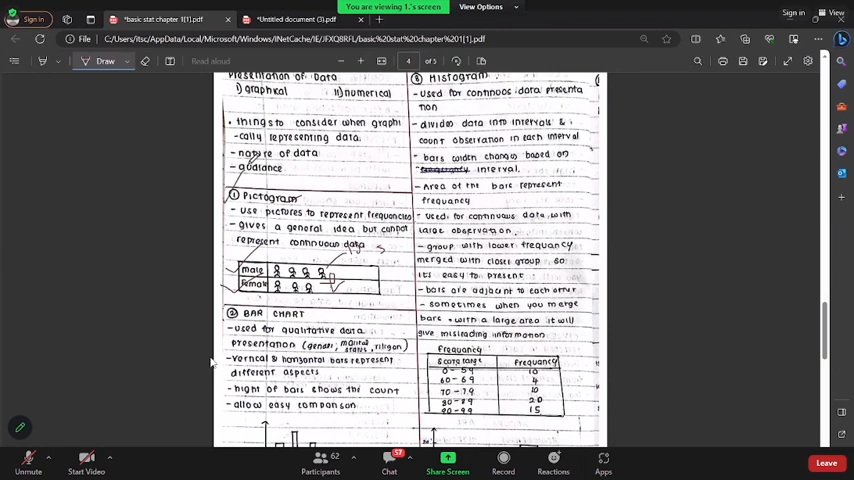 You are viewing 1.'s screen
View Options
Sign in
*basic stat chapter 1[1].pdf
*Untitled document (3).pdf
Sign in
View
File
C:/Users/itsc/AppData/Local/Microsoft/Windows/INetCache/IE/JFXQ8RFL/basic%20stat%20chapter%201[1].pdf
Draw
Read aloud
4 of 5
Presentation of Data
i) graphical ii) numerical
. things to consider when graphi
-cally representing data
- nature of data
- audiance
① Pictogram
- use pictures to represent frequencies
- gives a general idea but cannot
represent continuous data
male
Female
② BAR CHART
- used for qualitative data
presentation (gender, marital status, religon)
- vertical & horizontal bars represent
different aspects
- hight of bars shows the count
- allow easy comparison
③ Histogram
- used for continuos data presenta
tion
- divides data into intervals &
count observation in each interval
- bars width changes based on
interval.
- Area of the bars represent
frequency
- Used for continuous data with
large observation.
- group with lower frequency
merged with closer group so
its easy to present
- bars are adjacent to each other
- sometimes when you merge
bars with a large area it will
give misleading information
Frequency
Score range Frequency
0-59 10
60-69 4
70-79
80-89 20
90-99 15
Unmute
Start Video
Participants
62
Chat
57
Share Screen
Record
Reactions
Apps
Leave